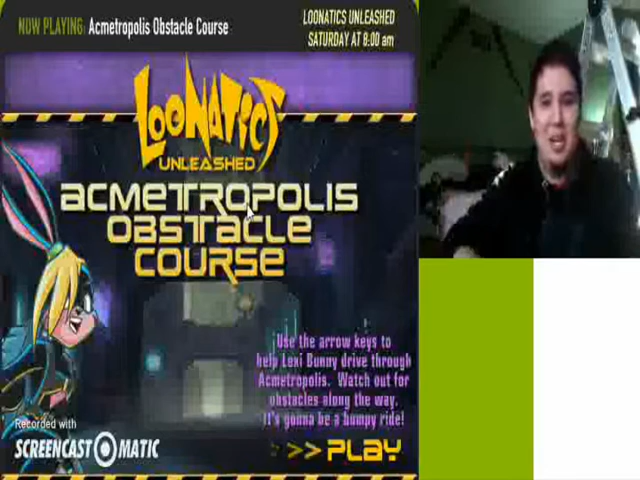 NOW PLAYING: Acmetropolis Obstacle Course
LOONATICS UNLEASHED
SATURDAY AT 8:00 am
LOONATICS
UNLEASHED
ACMETROPOLIS
OBSTACLE
COURSE
Use the arrow keys to
help Lexi Bunny drive through
Acmetropolis. Watch out for
obstacles along the way.
It's gonna be a bumpy ride!
>> PLAY
Recorded with
SCREENCAST-O-MATIC